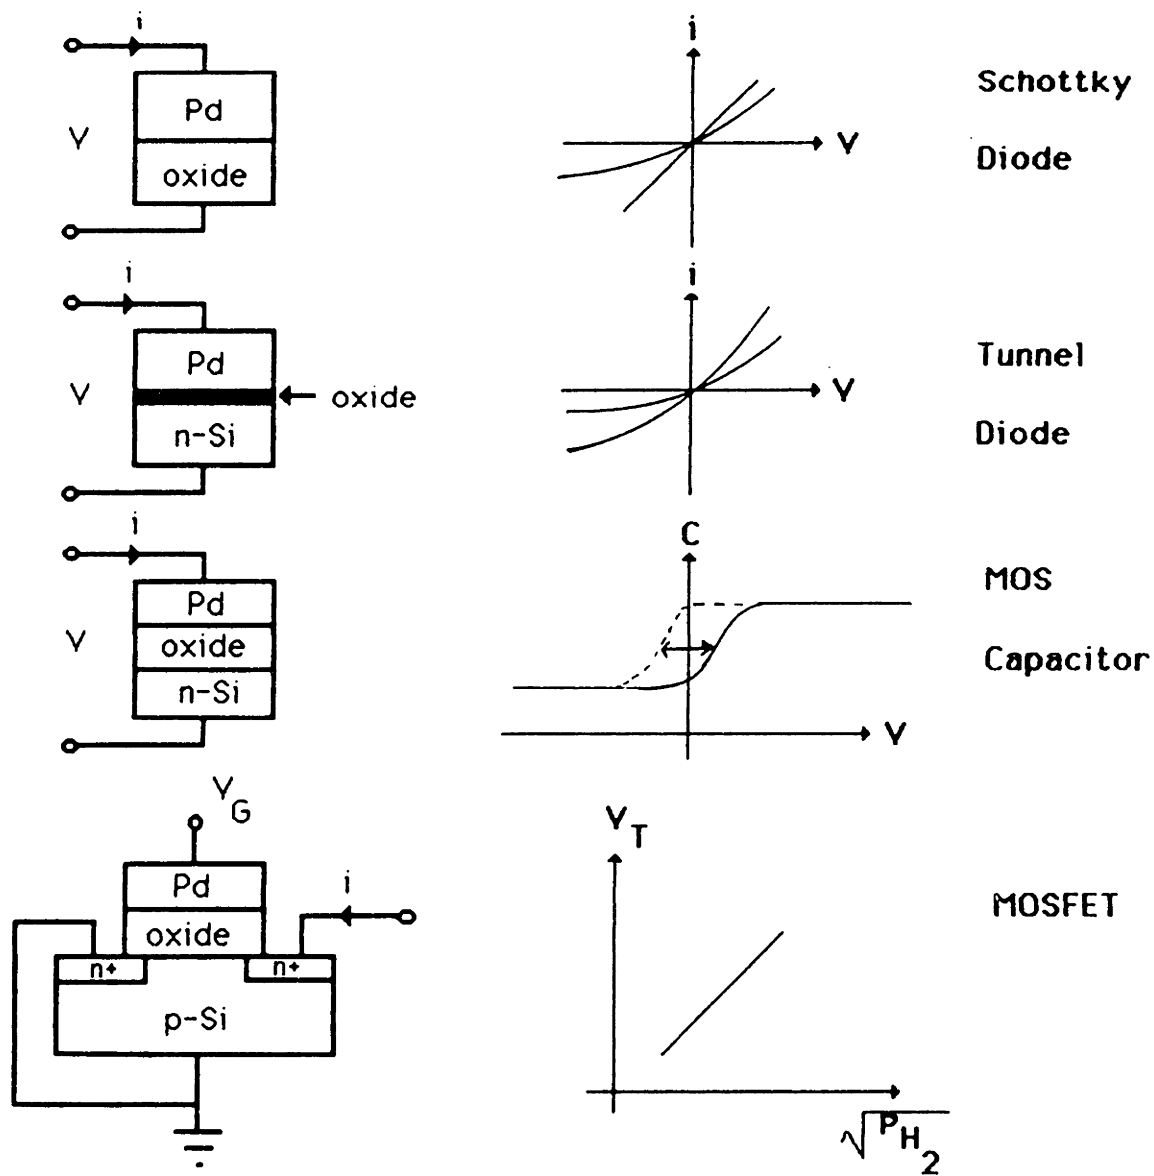 i
V
Pd
oxide
i
V
Schottky
Diode
i
V
Pd
n-Si
oxide
i
V
Tunnel
Diode
i
V
Pd
oxide
n-Si
C
V
MOS
Capacitor
V_G
Pd
oxide
i
n+
n+
p-Si
V_T
√P_H_2
MOSFET